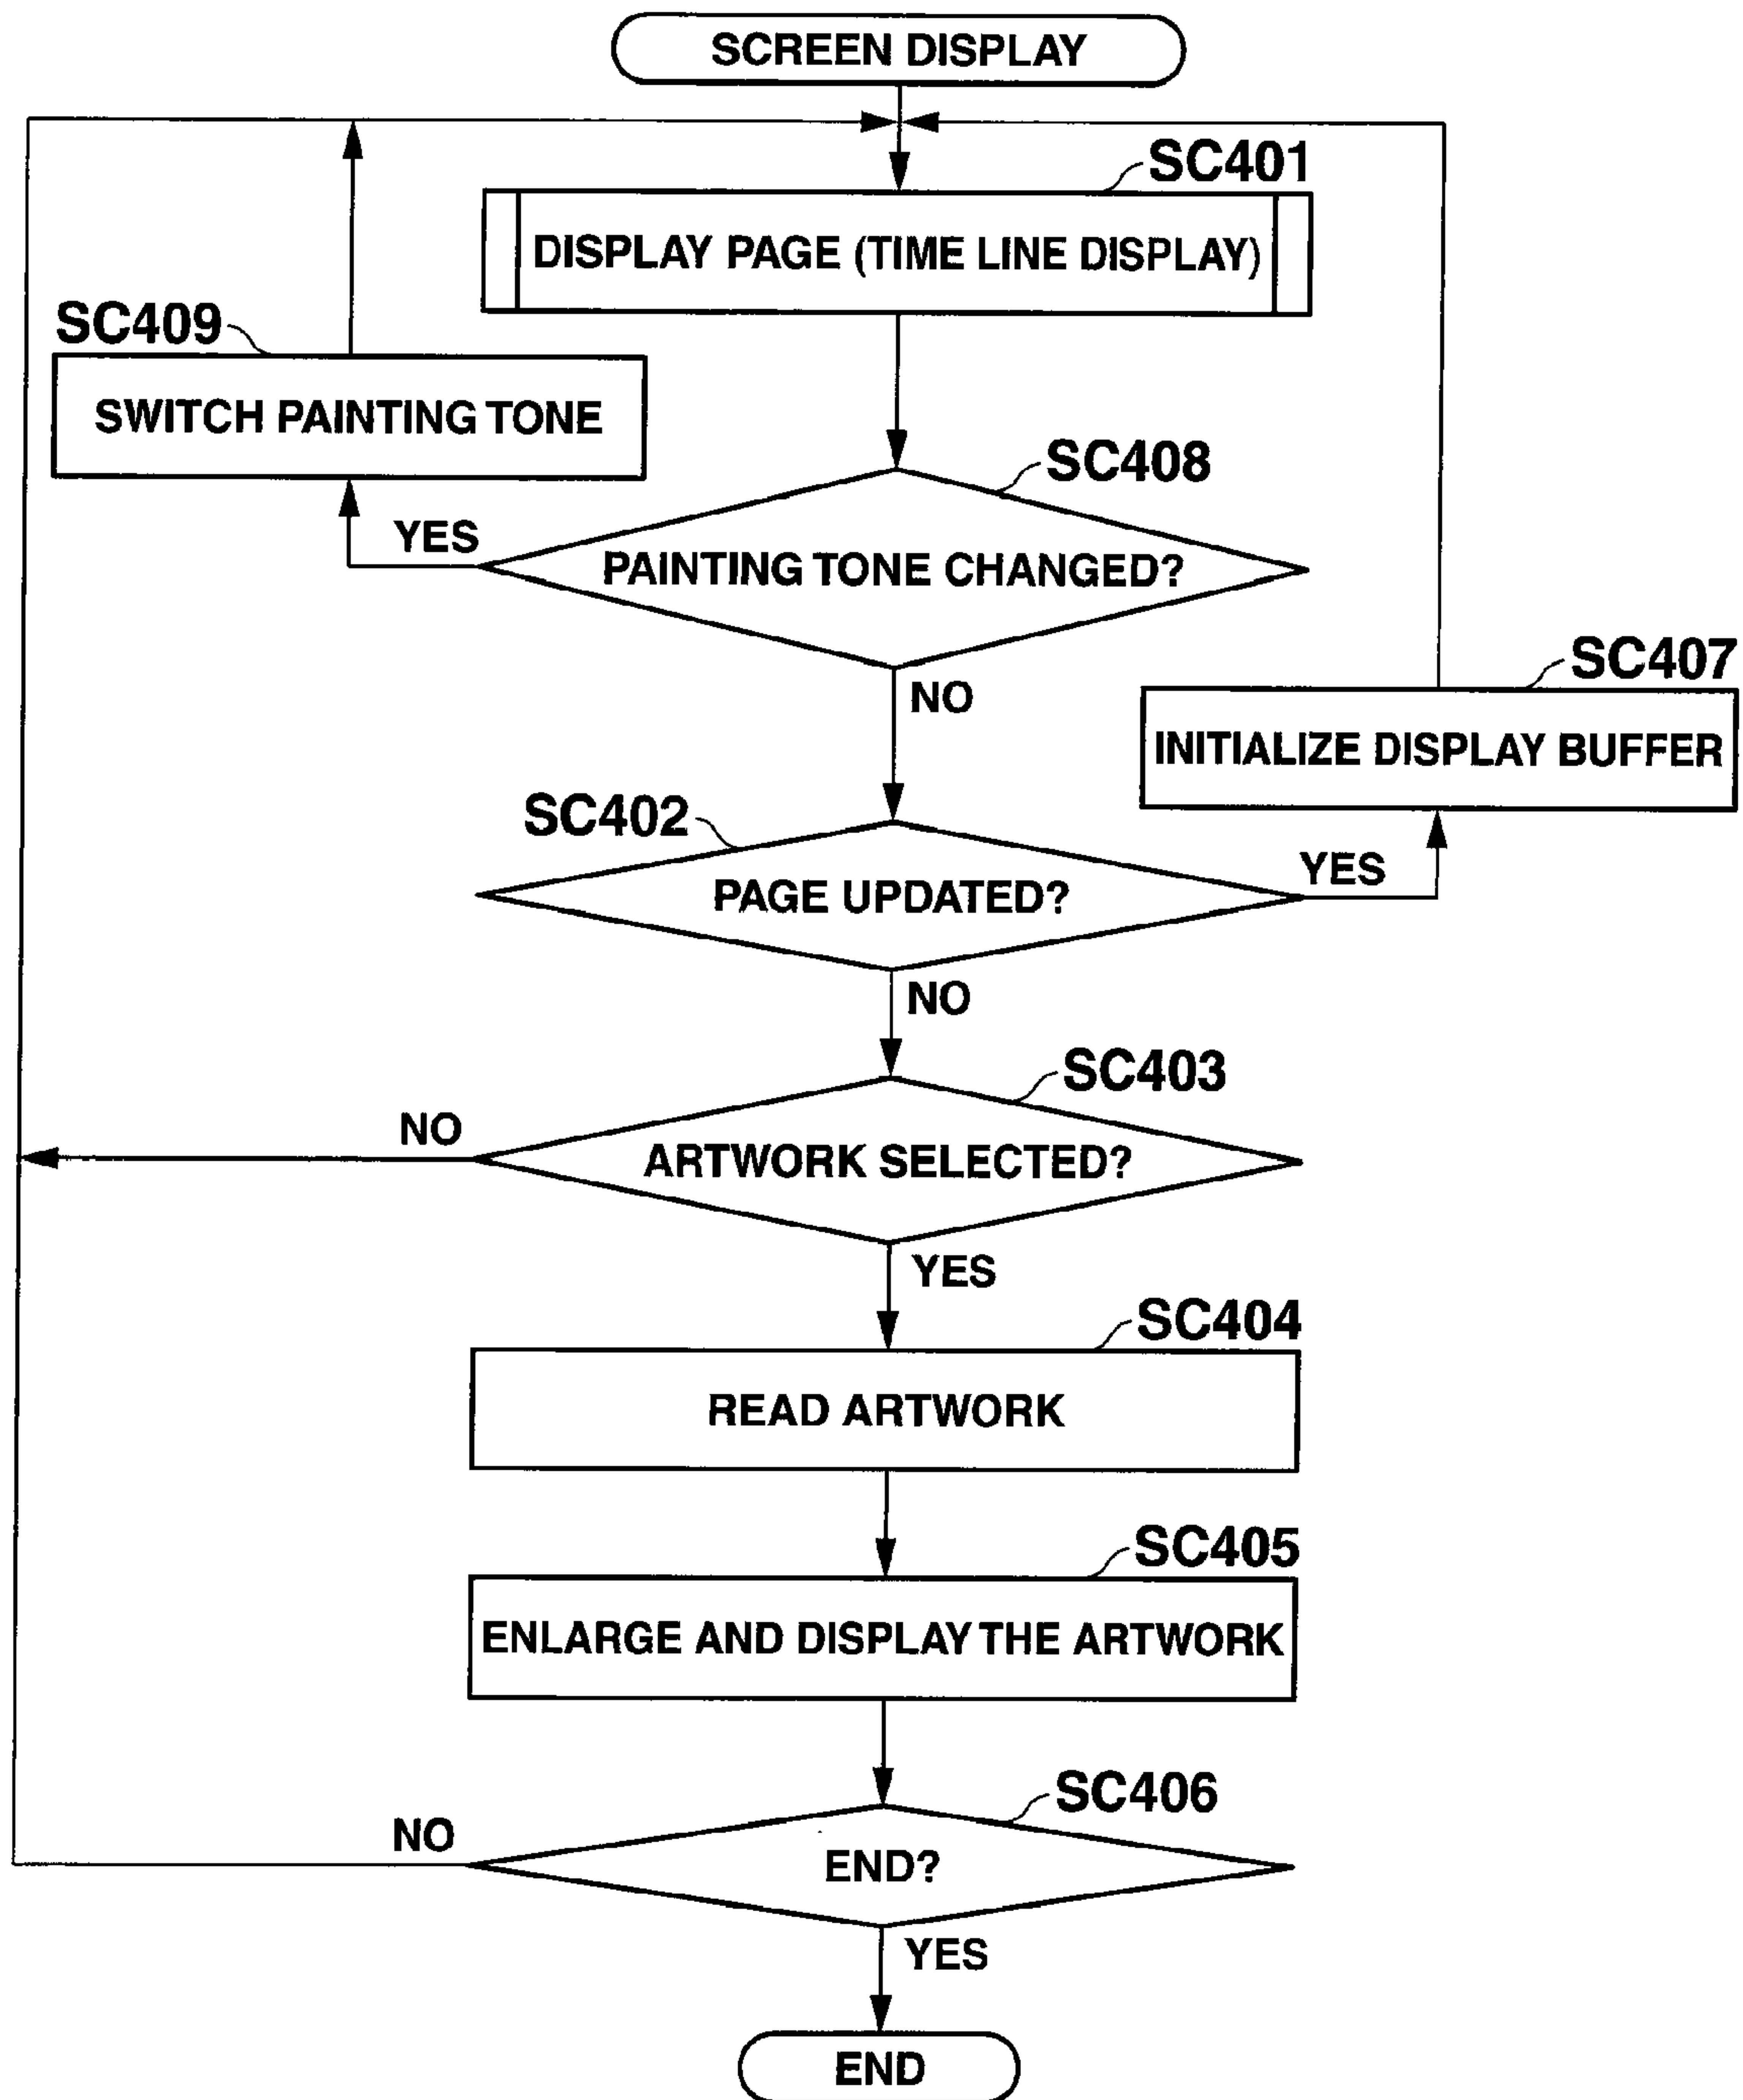 SCREEN DISPLAY
SC401
DISPLAY PAGE (TIME LINE DISPLAY)
SC409
SWITCH PAINTING TONE
SC408
YES
PAINTING TONE CHANGED?
NO
SC407
INITIALIZE DISPLAY BUFFER
SC402
YES
PAGE UPDATED?
NO
SC403
NO
ARTWORK SELECTED?
YES
SC404
READ ARTWORK
SC405
ENLARGE AND DISPLAY THE ARTWORK
SC406
NO
END?
YES
END